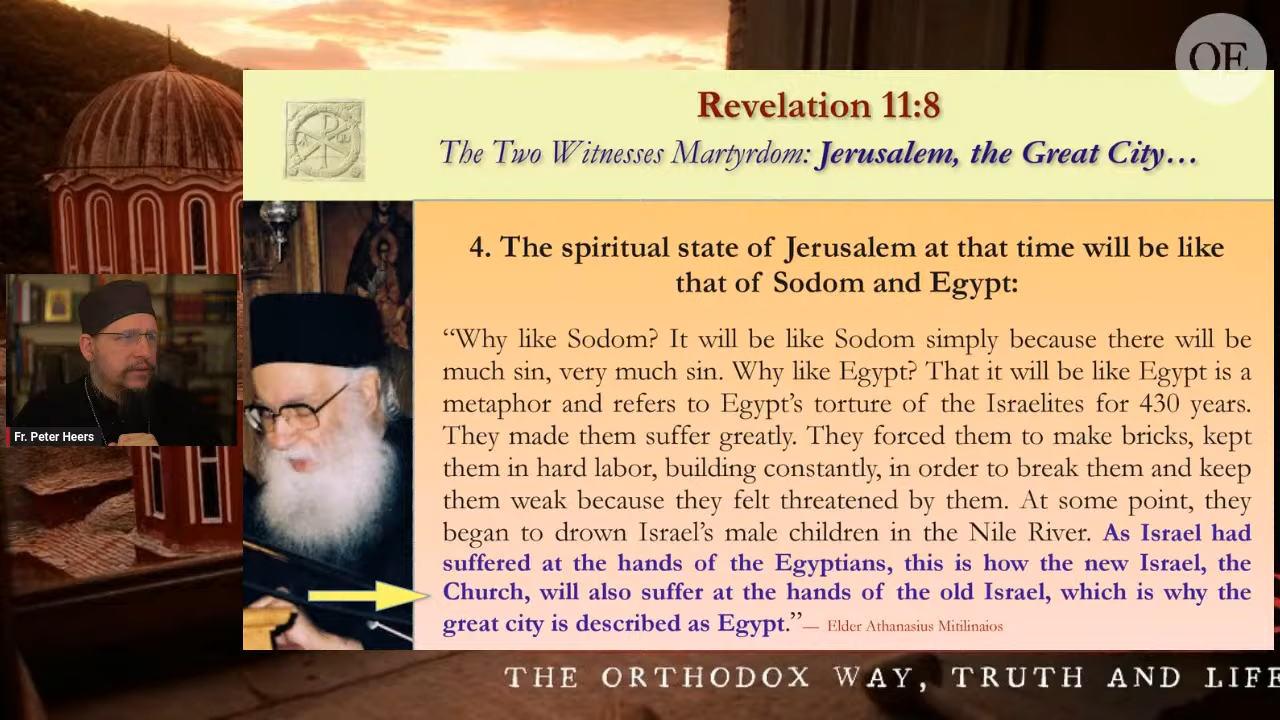 OE
Revelation 11:8
The Two Witnesses Martyrdom: Jerusalem, the Great City…
4. The spiritual state of Jerusalem at that time will be like
that of Sodom and Egypt:
“Why like Sodom? It will be like Sodom simply because there will be
much sin, very much sin. Why like Egypt? That it will be like Egypt is a
metaphor and refers to Egypt’s torture of the Israelites for 430 years.
They made them suffer greatly. They forced them to make bricks, kept
them in hard labor, building constantly, in order to break them and keep
them weak because they felt threatened by them. At some point, they
began to drown Israel’s male children in the Nile River. As Israel had
suffered at the hands of the Egyptians, this is how the new Israel, the
Church, will also suffer at the hands of the old Israel, which is why the
great city is described as Egypt.”— Elder Athanasius Mitilinaios
Fr. Peter Heers
THE ORTHODOX WAY, TRUTH AND LIFE